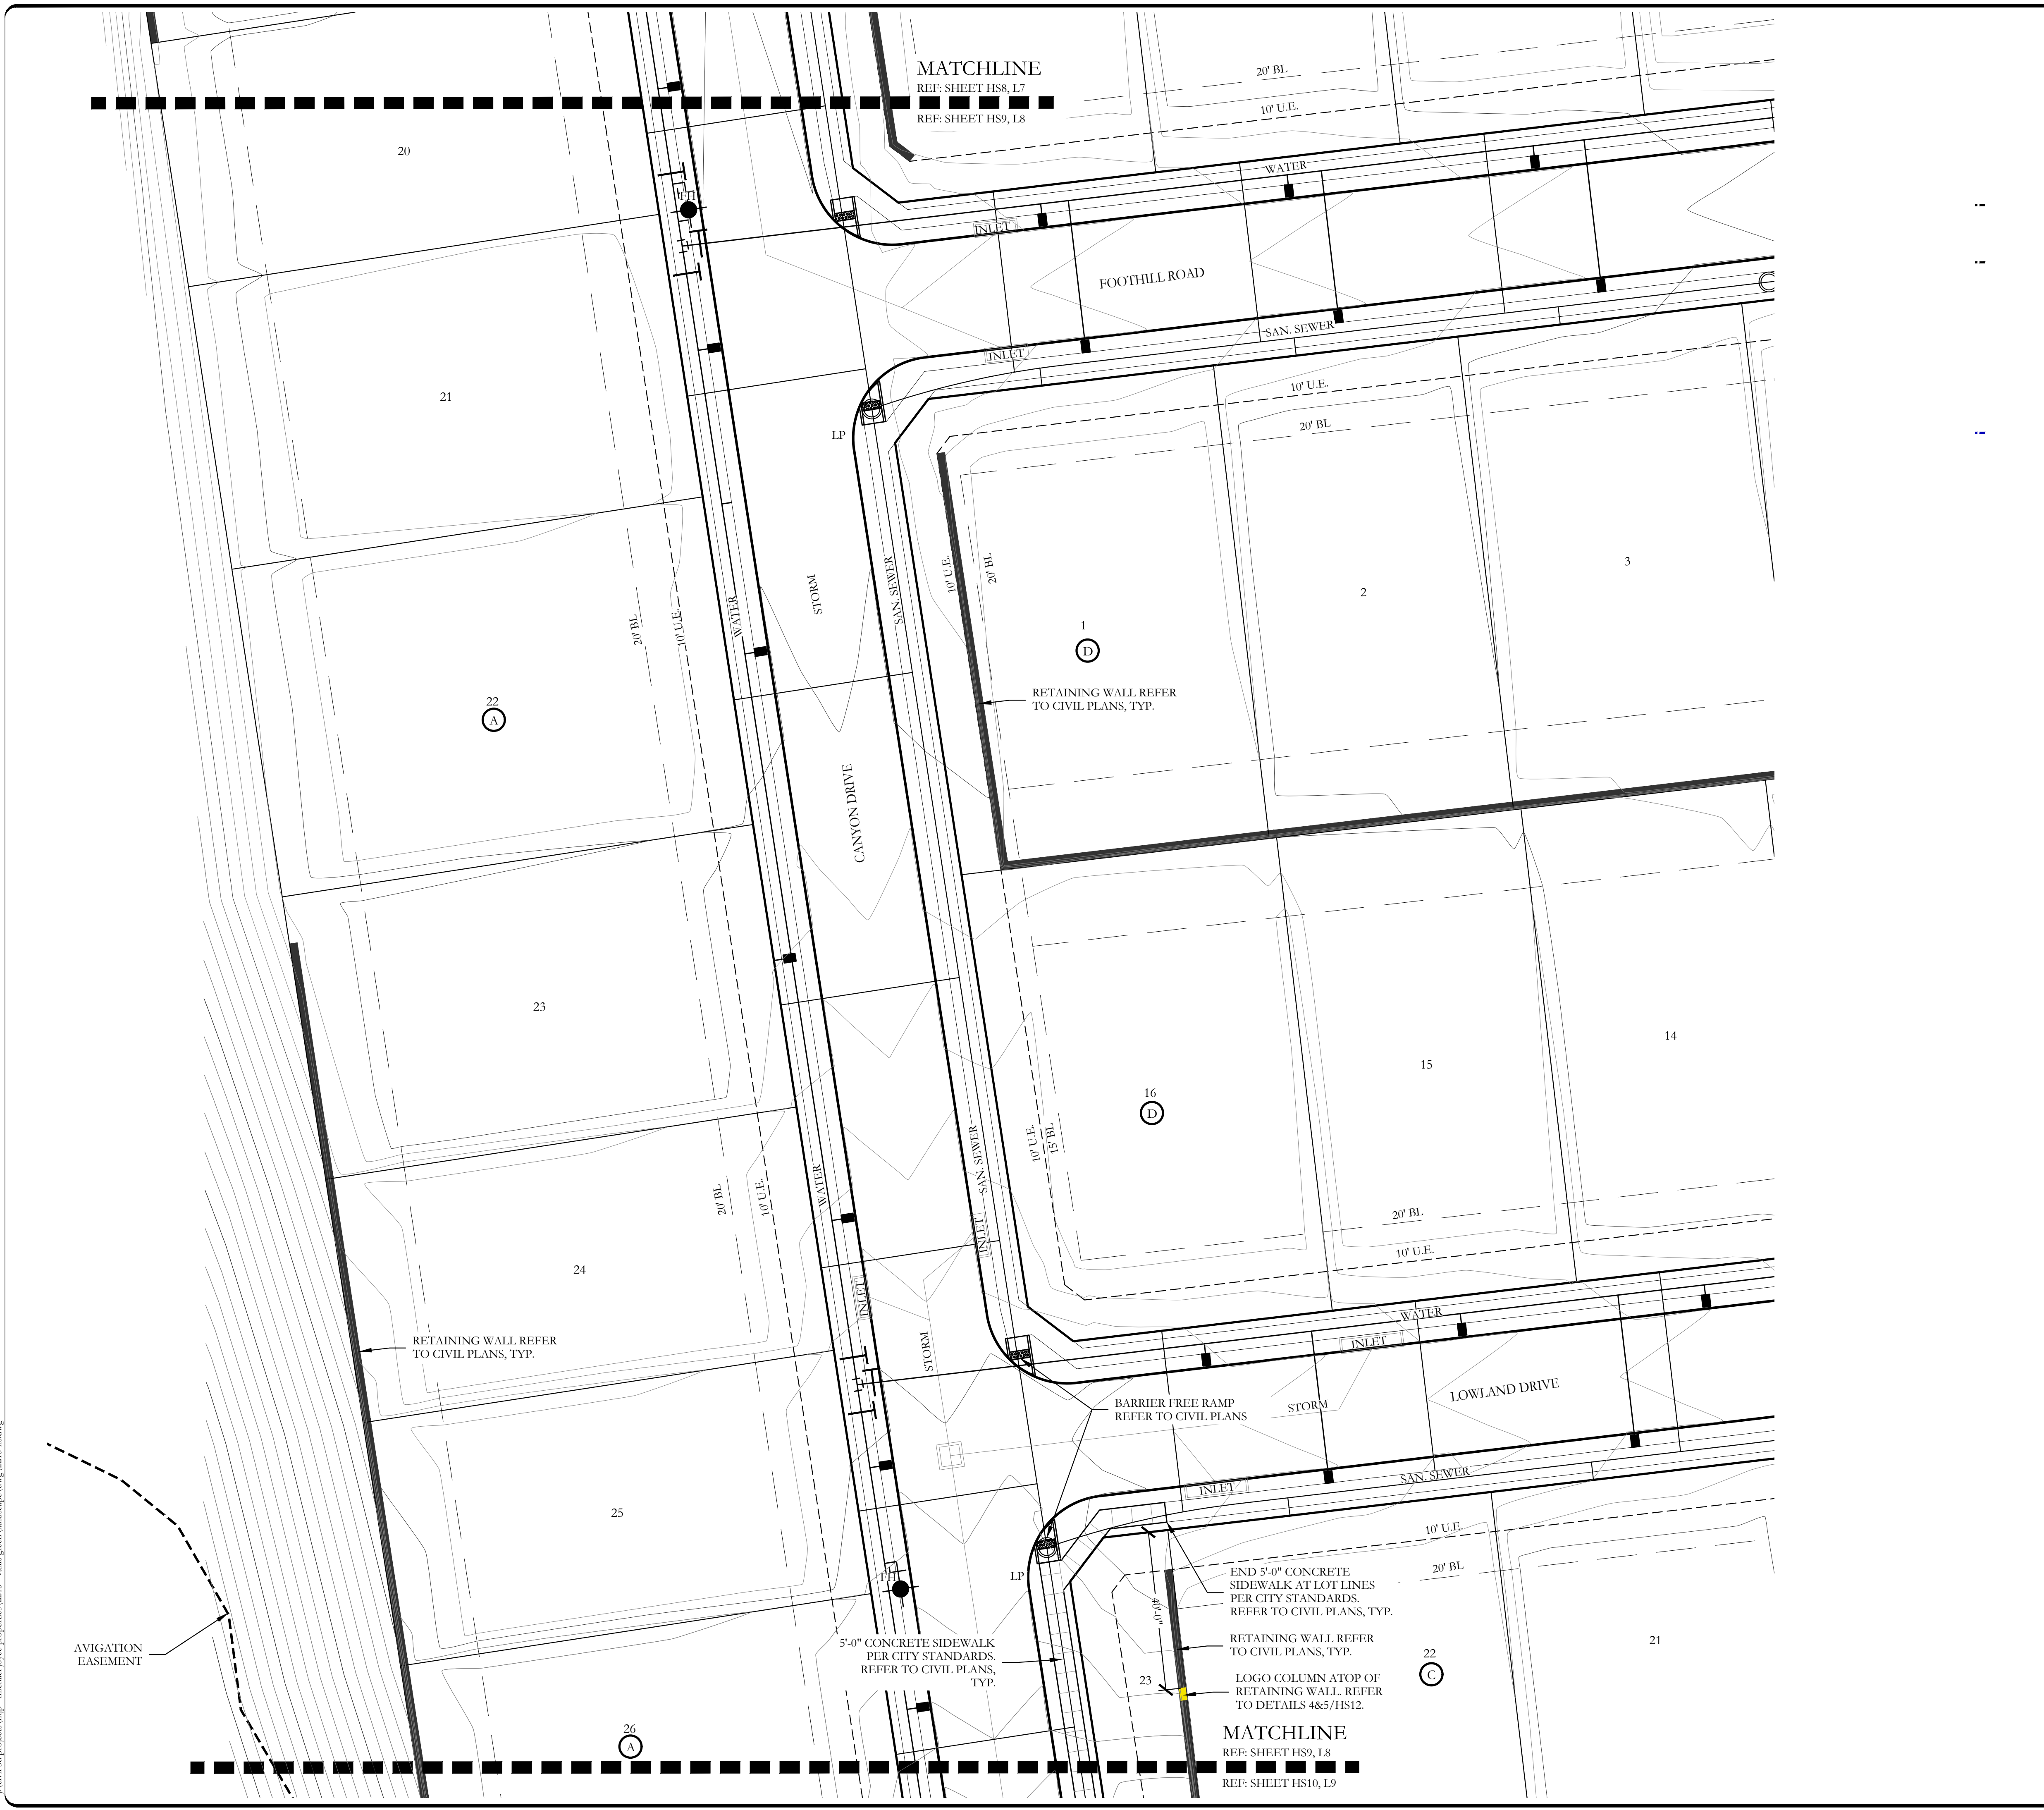 MATCHLINE
REF: SHEET HS8, L7
REF: SHEET HS9, L8
20' BL
10' U.E.
20
FH
WATER
INLET
FOOTHILL ROAD
SAN. SEWER
INLET
10' U.E.
20' BL
21
LP
3
2
10' U.E.
20' BL
SAN. SEWER
STORM
WATER
20' BL
10' U.E.
1
D
RETAINING WALL REFER
TO CIVIL PLANS, TYP.
22
A
CANYON DRIVE
23
14
15
16
D
10' U.E.
15' BL
SAN. SEWER
INLET
WATER
20' BL
10' U.E.
20' BL
10' U.E.
24
INLET
STORM
WATER
INLET
RETAINING WALL REFER
TO CIVIL PLANS, TYP.
LOWLAND DRIVE
BARRIER FREE RAMP
REFER TO CIVIL PLANS
STORM
SAN. SEWER
INLET
25
10' U.E.
20' BL
FH
LP
END 5'-0" CONCRETE
SIDEWALK AT LOT LINES
PER CITY STANDARDS.
REFER TO CIVIL PLANS, TYP.
40'-0"
AVIGATION
EASEMENT
5'-0" CONCRETE SIDEWALK
PER CITY STANDARDS.
REFER TO CIVIL PLANS,
TYP.
RETAINING WALL REFER
TO CIVIL PLANS, TYP.
22
C
21
23
LOGO COLUMN ATOP OF
RETAINING WALL. REFER
TO DETAILS 4&5/HS12.
26
A
MATCHLINE
REF: SHEET HS9, L8
REF: SHEET HS10, L9